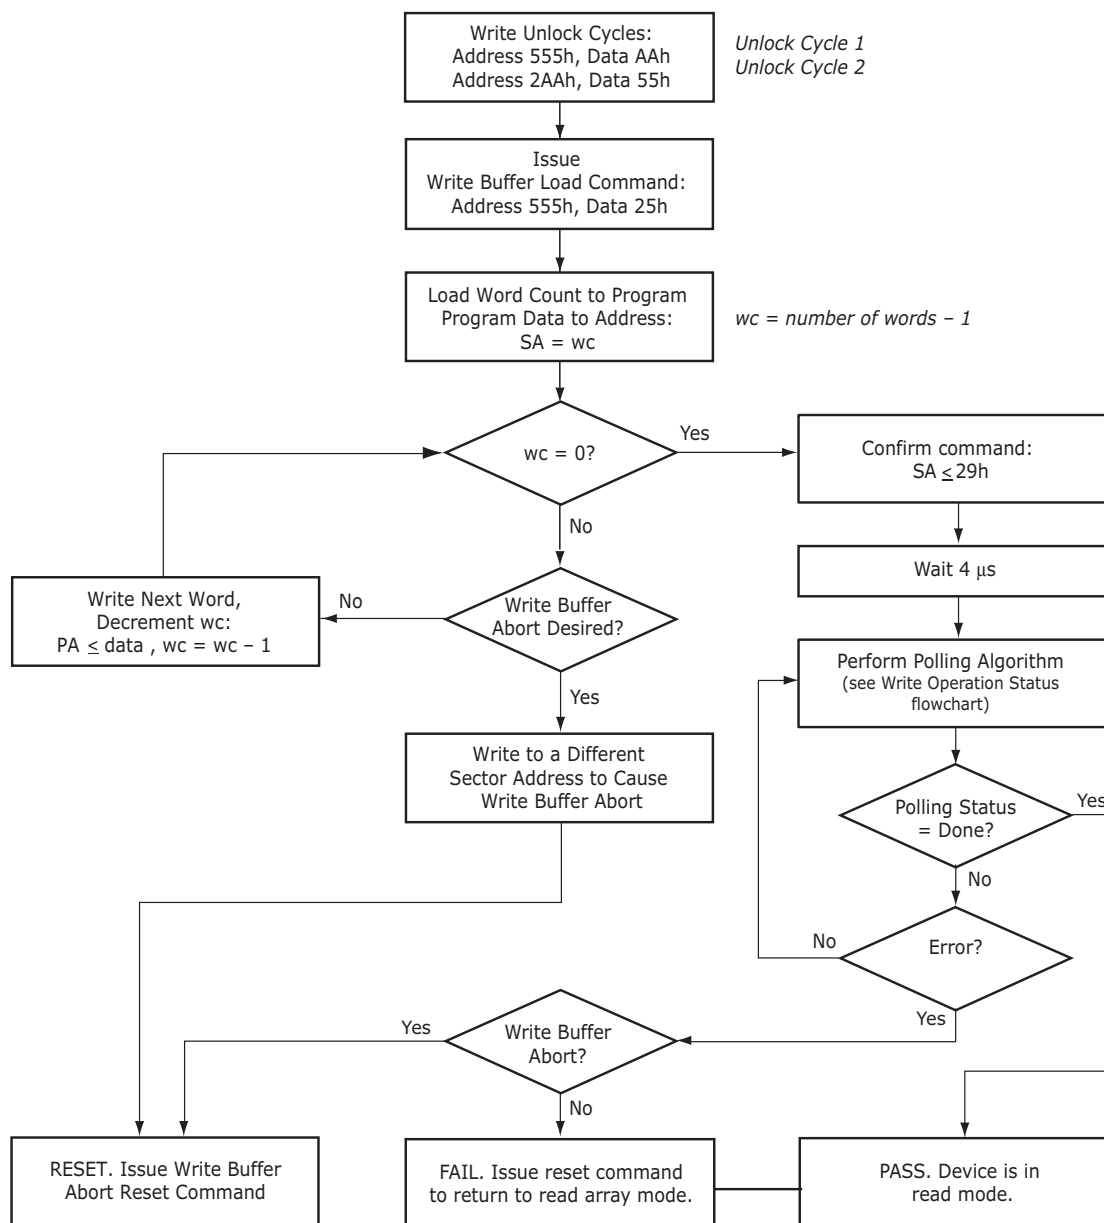 Write Unlock Cycles:
Address 555h, Data AAh
Address 2AAh, Data 55h
Unlock Cycle 1
Unlock Cycle 2
Issue
Write Buffer Load Command:
Address 555h, Data 25h
Load Word Count to Program
Program Data to Address:
SA = wc
wc = number of words – 1
wc = 0?
Yes
Confirm command:
SA ≤ 29h
No
Wait 4 μs
Write Buffer
Abort Desired?
No
Write Next Word,
Decrement wc:
PA ≤ data , wc = wc – 1
Perform Polling Algorithm
(see Write Operation Status
flowchart)
Yes
Write to a Different
Sector Address to Cause
Write Buffer Abort
Polling Status
= Done?
Yes
No
Error?
No
Yes
Write Buffer
Abort?
Yes
No
RESET. Issue Write Buffer
Abort Reset Command
FAIL. Issue reset command
to return to read array mode.
PASS. Device is in
read mode.